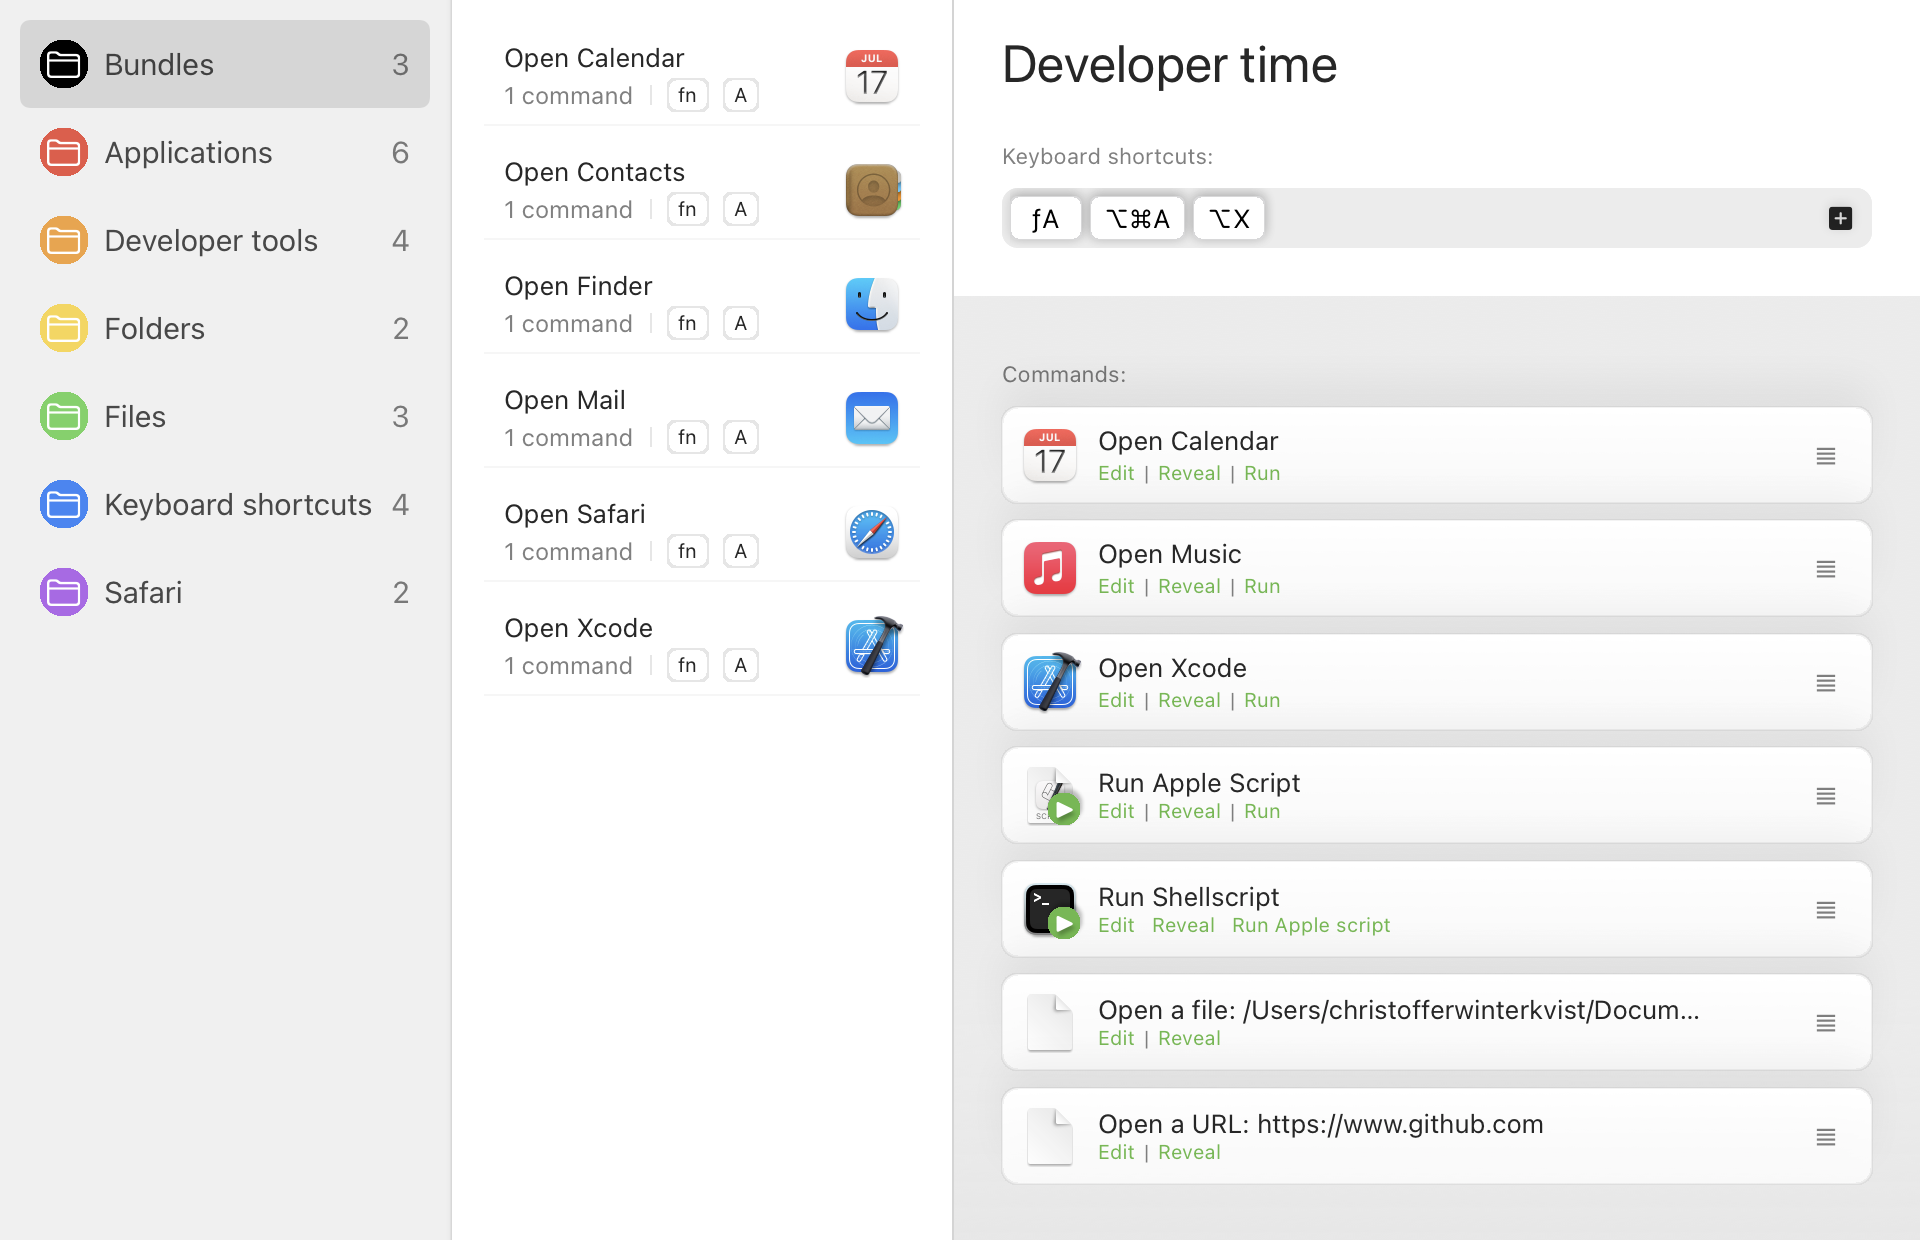 Bundles 3
Applications 6
Developer tools 4
Folders 2
Files 3
Keyboard shortcuts 4
Safari 2
Open Calendar
1 command fn A
JUL
17
Open Contacts
1 command fn A
Open Finder
1 command fn A
Open Mail
1 command fn A
Open Safari
1 command fn A
Open Xcode
1 command fn A
Developer time
Keyboard shortcuts:
ƒA ⌥⌘A ⌥X
Commands:
JUL
17
Open Calendar
Edit | Reveal | Run
Open Music
Edit | Reveal | Run
Open Xcode
Edit | Reveal | Run
Run Apple Script
Edit | Reveal | Run
>_
Run Shellscript
Edit Reveal Run Apple script
Open a file: /Users/christofferwinterkvist/Docum...
Edit | Reveal
Open a URL: https://www.github.com
Edit | Reveal